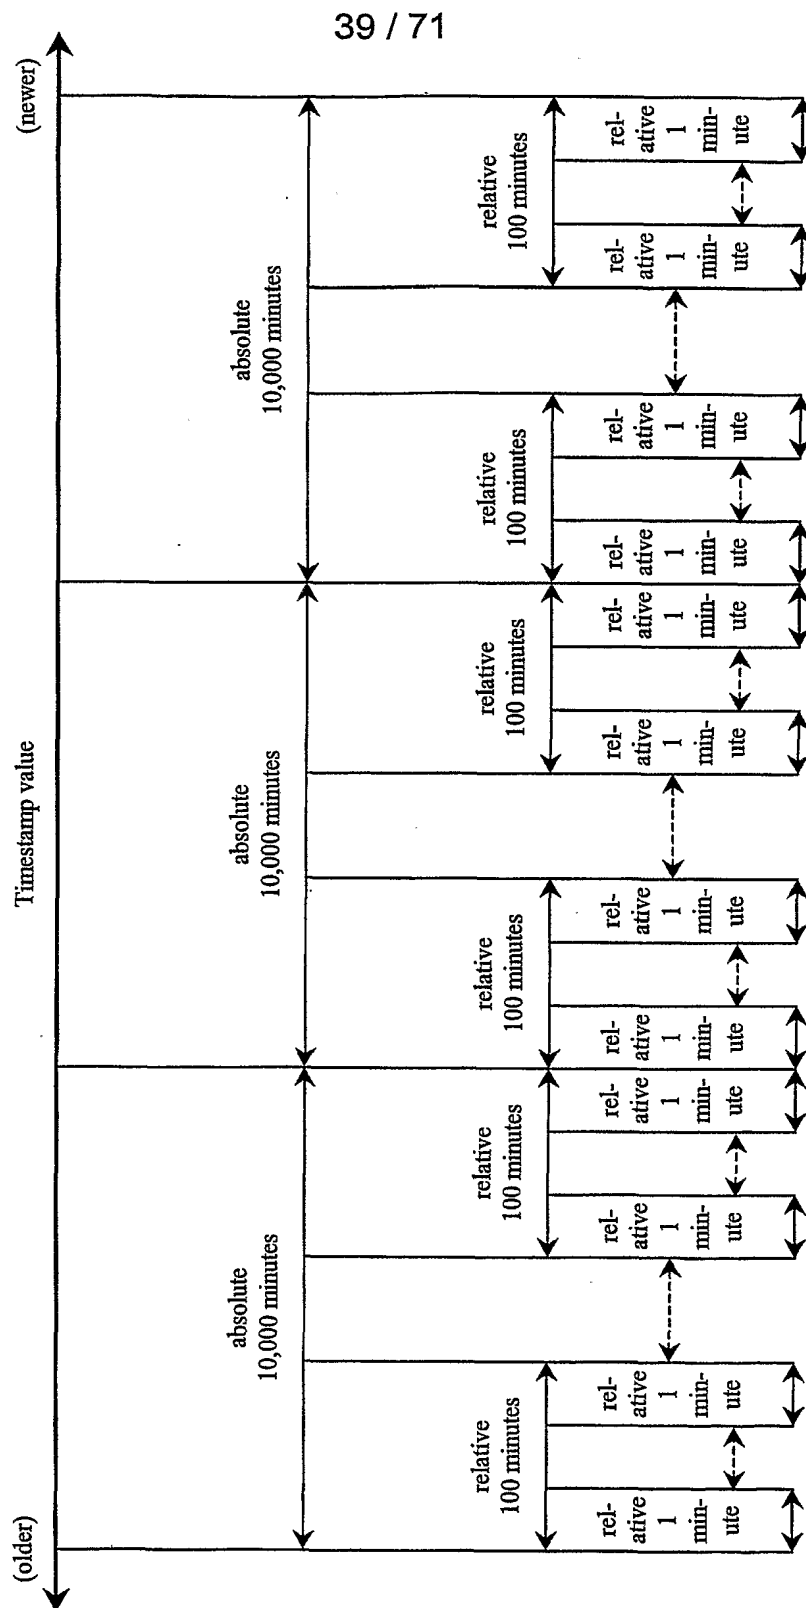 39 / 71
(older)
Timestamp value
(newer)
absolute
10,000 minutes
absolute
10,000 minutes
absolute
10,000 minutes
relative
100 minutes
relative
100 minutes
relative
100 minutes
relative
100 minutes
relative
100 minutes
relative
100 minutes
rel-
ative
1
min-
ute
rel-
ative
1
min-
ute
rel-
ative
1
min-
ute
rel-
ative
1
min-
ute
rel-
ative
1
min-
ute
rel-
ative
1
min-
ute
rel-
ative
1
min-
ute
rel-
ative
1
min-
ute
rel-
ative
1
min-
ute
rel-
ative
1
min-
ute
rel-
ative
1
min-
ute
rel-
ative
1
min-
ute